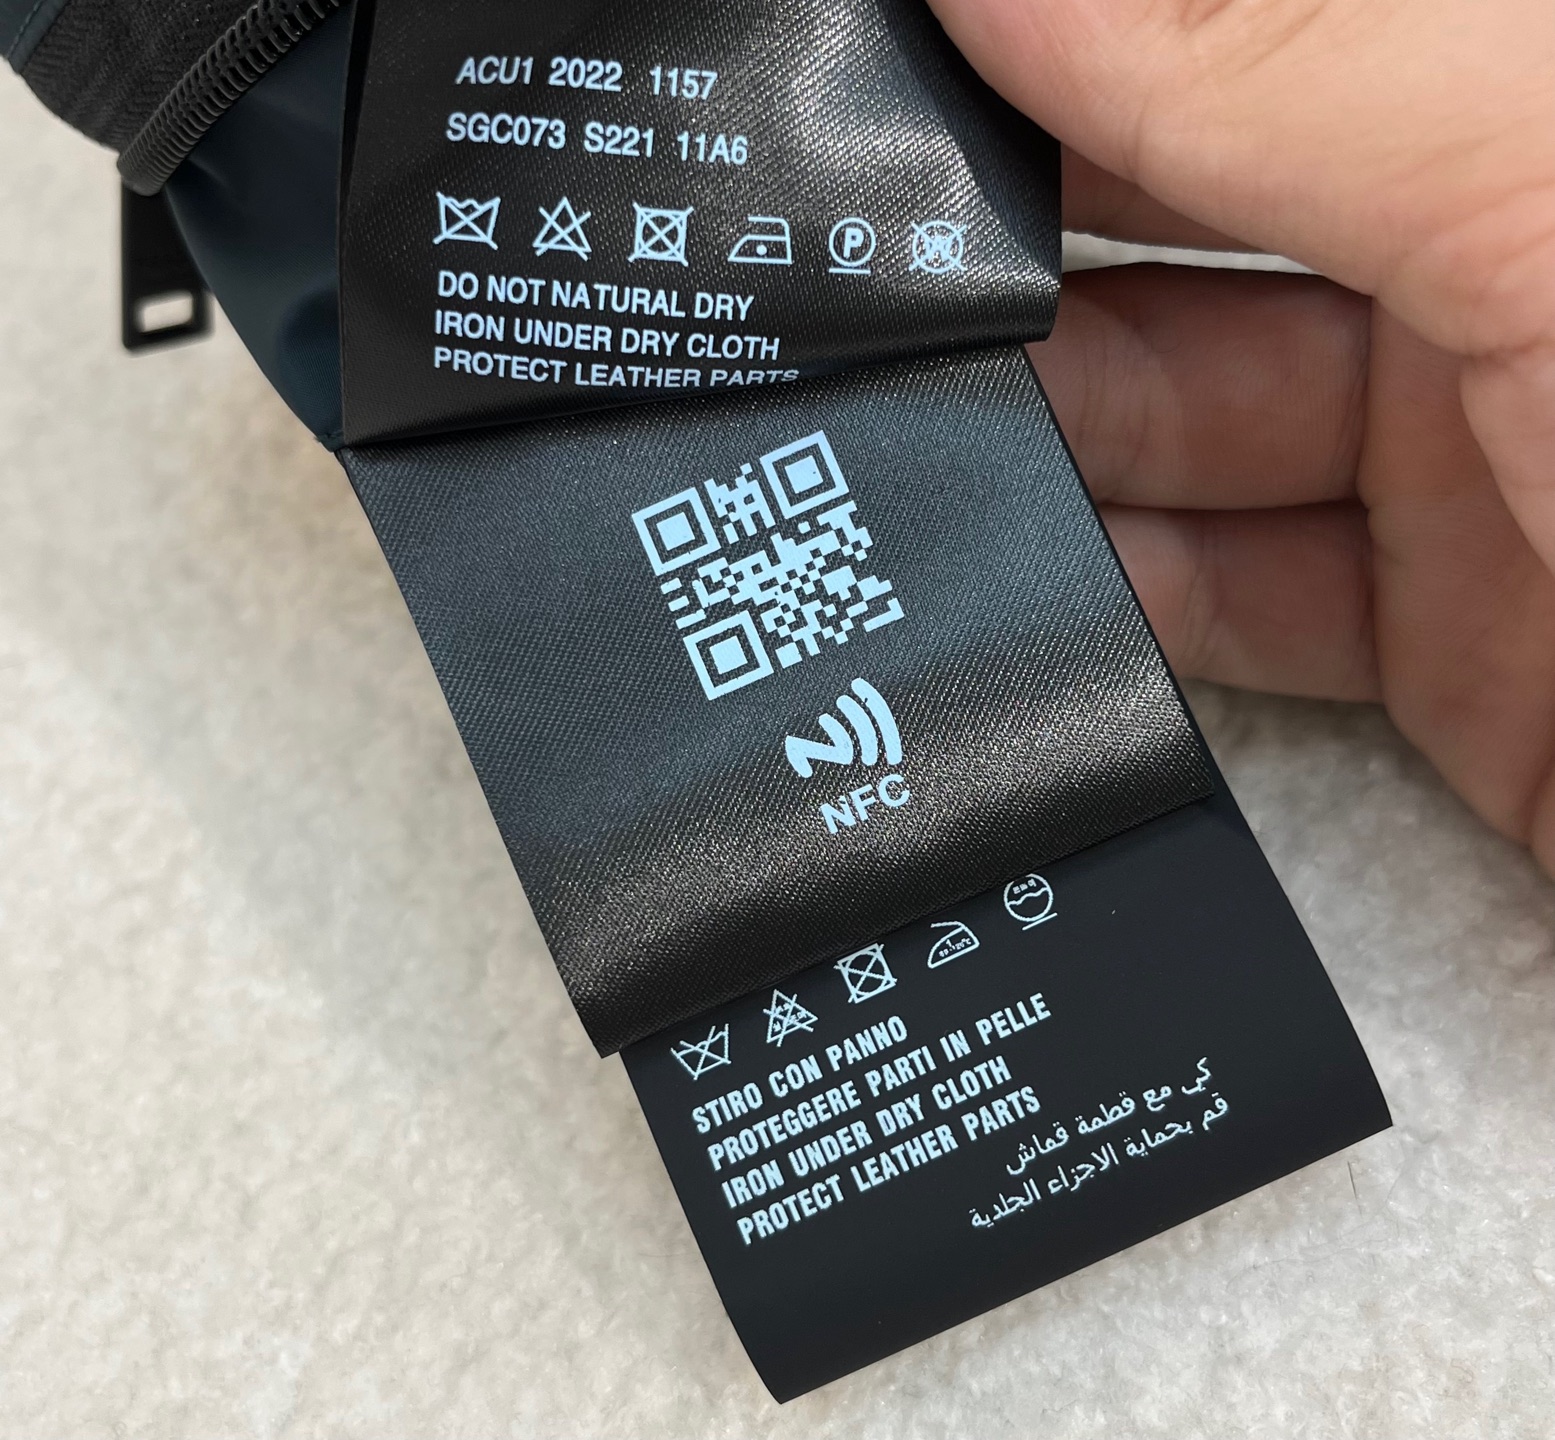 ACU1 2022 1157
SGC073 S221 11A6
DO NOT NATURAL DRY
IRON UNDER DRY CLOTH
PROTECT LEATHER PARTS
NFC
STIRO CON PANNO
PROTEGGERE PARTI IN PELLE
IRON UNDER DRY CLOTH
PROTECT LEATHER PARTS
كي مع قطمة قماش
قم بحماية الاجزاء الجلدية